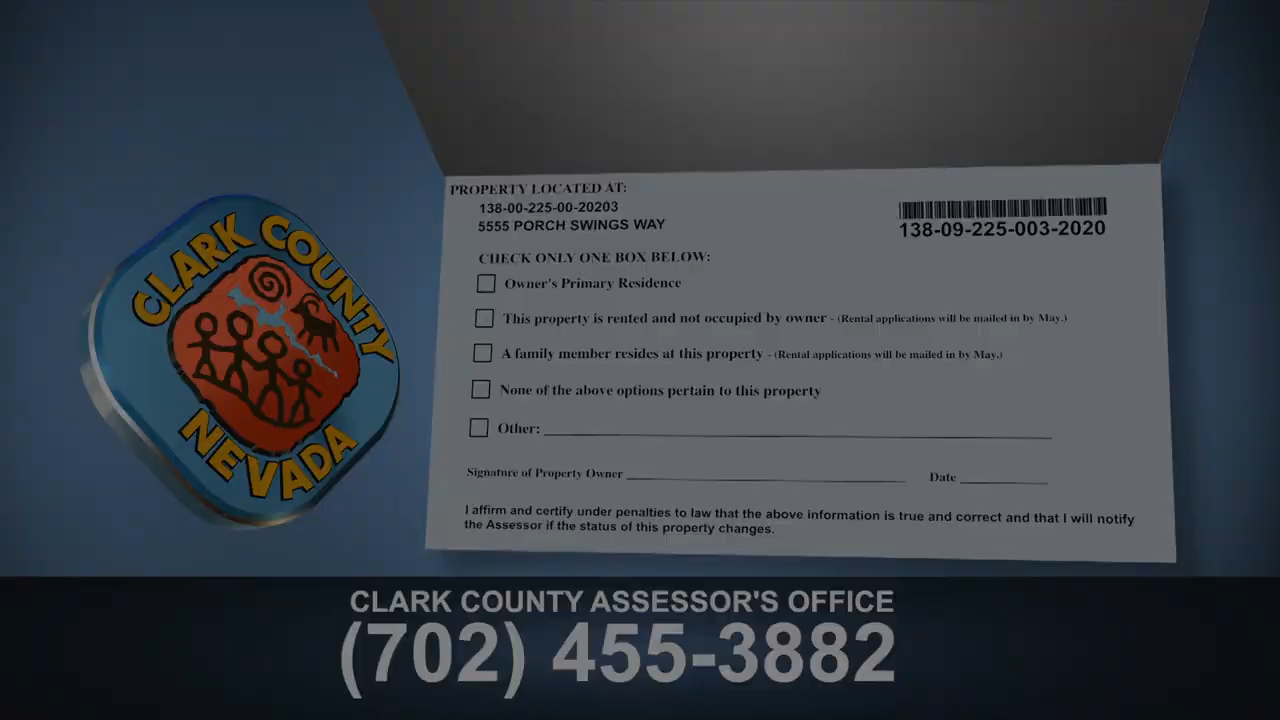 CLARK COUNTY
NEVADA
PROPERTY LOCATED AT:
138-00-225-00-20203
5555 PORCH SWINGS WAY
138-09-225-003-2020
CHECK ONLY ONE BOX BELOW:
Owner's Primary Residence
This property is rented and not occupied by owner - (Rental applications will be mailed in by May.)
A family member resides at this property - (Rental applications will be mailed in by May.)
None of the above options pertain to this property
Other:
Signature of Property Owner
Date
I affirm and certify under penalties to law that the above information is true and correct and that I will notify
the Assessor if the status of this property changes.
CLARK COUNTY ASSESSOR'S OFFICE
(702) 455-3882